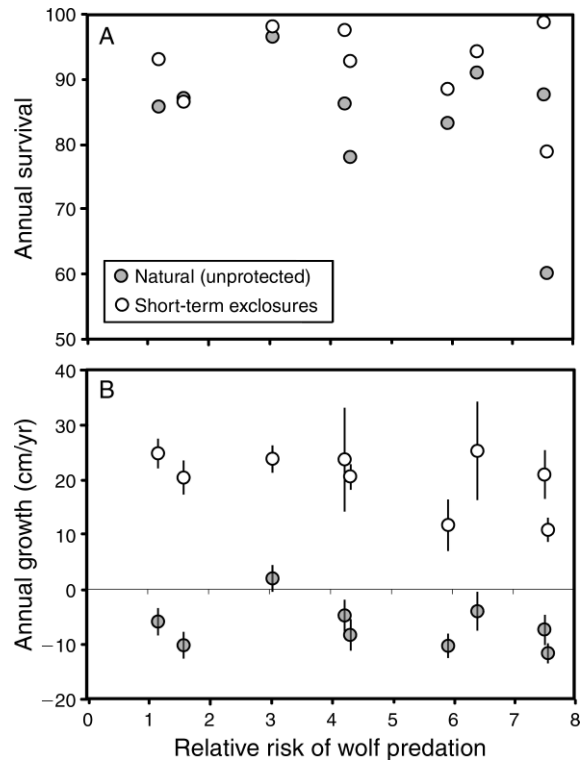 A
100
90
80
100
60
50
Annual survival
Natural (unprotected)
Short-term exclosures
B
40
30
20
10
0
−10
−20
Annual growth (cm/yr)
0 1 2 3 4 5 6 7 8
Relative risk of wolf predation